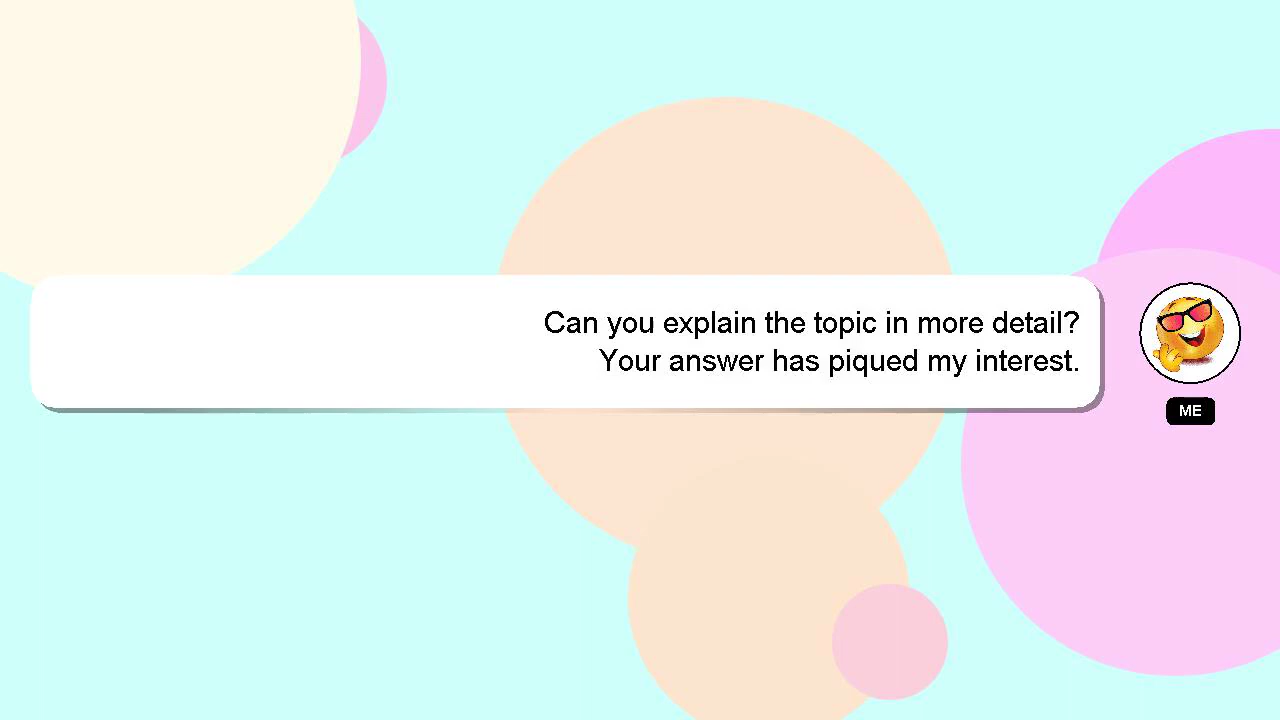 Can you explain the topic in more detail?
Your answer has piqued my interest.
ME